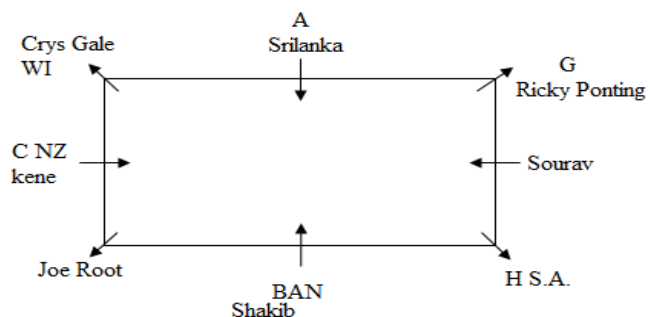 A
Srilanka
Crys Gale
WI
G
Ricky Ponting
C NZ
kene
Sourav
Joe Root
BAN
Shakib
H S.A.